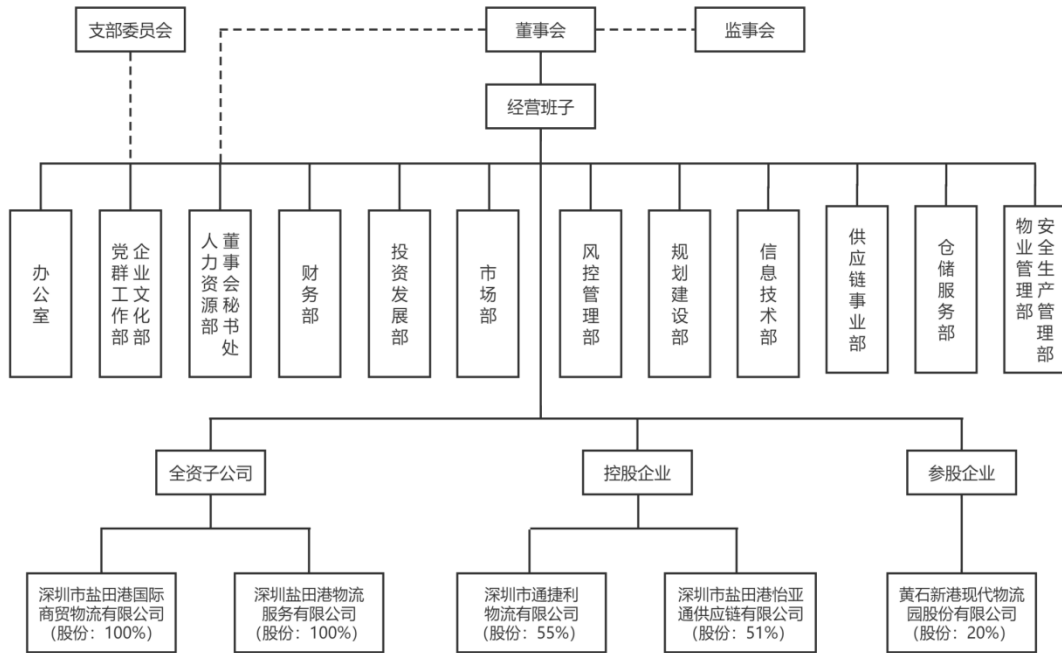 支部委员会
董事会
监事会
经营班子
办公室
党群工作部
企业文化部
人力资源部
董事会秘书处
财务部
投资发展部
市场部
风控管理部
规划建设部
信息技术部
供应链事业部
仓储服务部
物业管理部
安全生产管理部
全资子公司
控股企业
参股企业
深圳市盐田港国际
商贸物流有限公司
(股份：100%)
深圳盐田港物流
服务有限公司
(股份：100%)
深圳市通捷利
物流有限公司
(股份：55%)
深圳市盐田港怡亚
通供应链有限公司
(股份：51%)
黄石新港现代物流
园股份有限公司
(股份：20%)